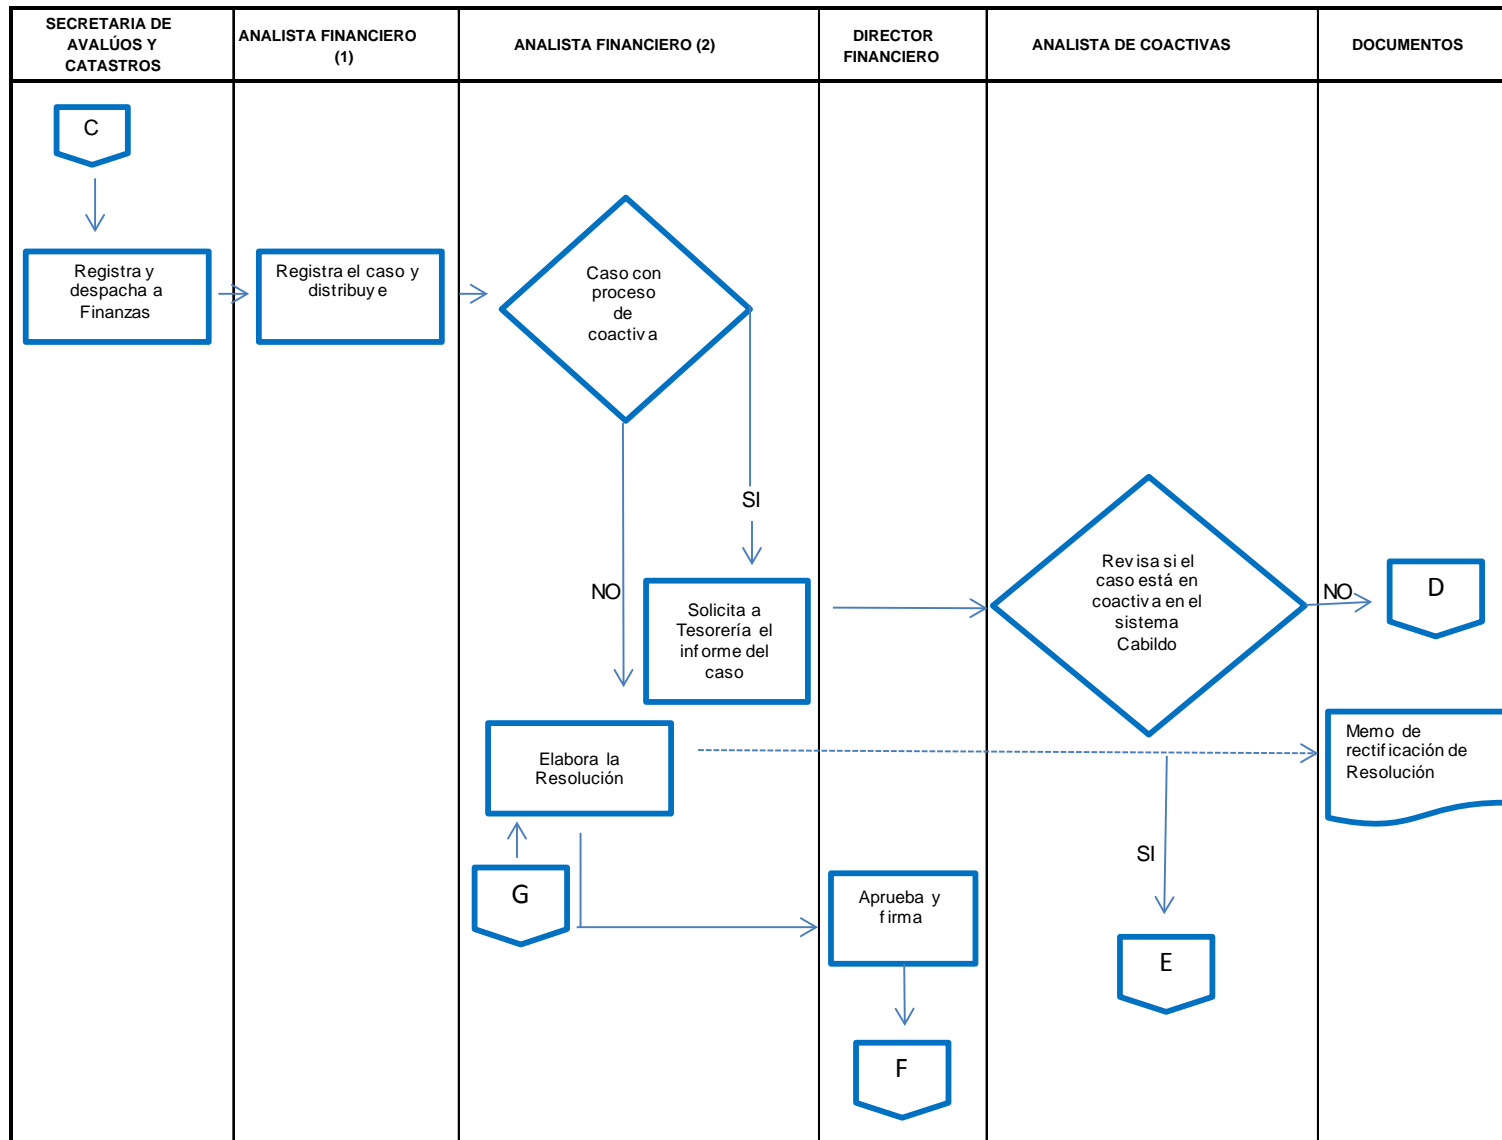 SECRETARIA DE
AVALÚOS Y
CATASTROS
ANALISTA FINANCIERO
(1)
ANALISTA FINANCIERO (2)
DIRECTOR
FINANCIERO
ANALISTA DE COACTIVAS
DOCUMENTOS
C
Registra y
despacha a
Finanzas
Registra el caso y
distribuye
Caso con
proceso
de
coactiva
SI
NO
Solicita a
Tesorería el
informe del
caso
Revisa si el
caso está en
coactiva en el
sistema
Cabildo
NO
D
Elabora la
Resolución
Memo de
rectificación de
Resolución
SI
G
Aprueba y
firma
E
F